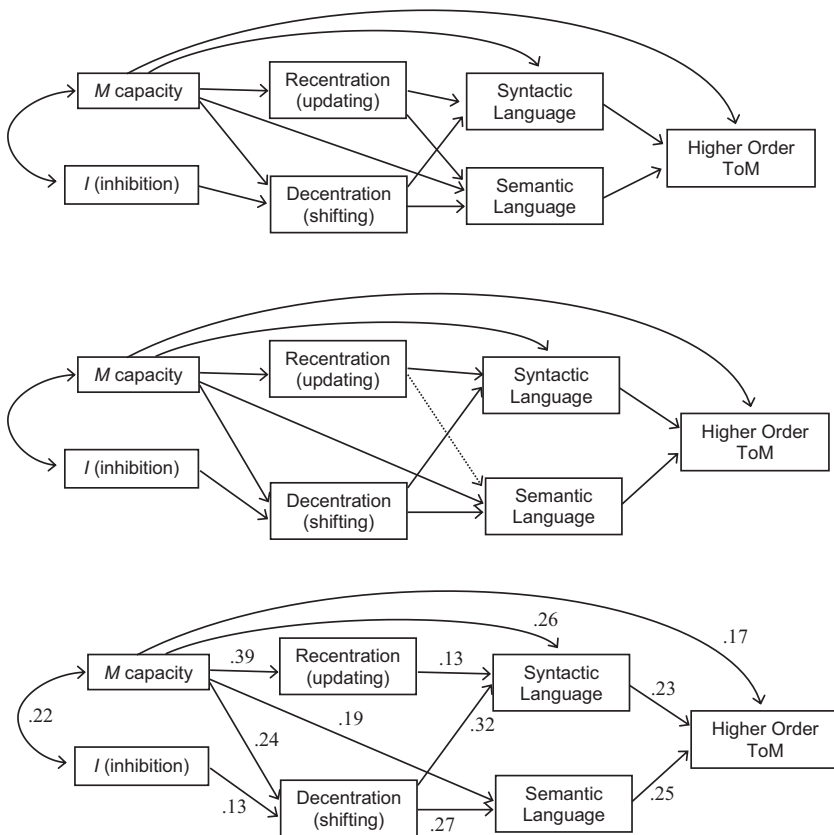 M capacity
Recentration
(updating)
Syntactic
Language
Higher Order
ToM
I (inhibition)
Decentration
(shifting)
Semantic
Language
M capacity
Recentration
(updating)
Syntactic
Language
Higher Order
ToM
I (inhibition)
Decentration
(shifting)
Semantic
Language
.26
.17
M capacity
.39
Recentration
(updating)
.13
Syntactic
Language
.23
Higher Order
ToM
.22
.19
.24
.32
I (inhibition)
.13
Decentration
(shifting)
.27
Semantic
Language
.25